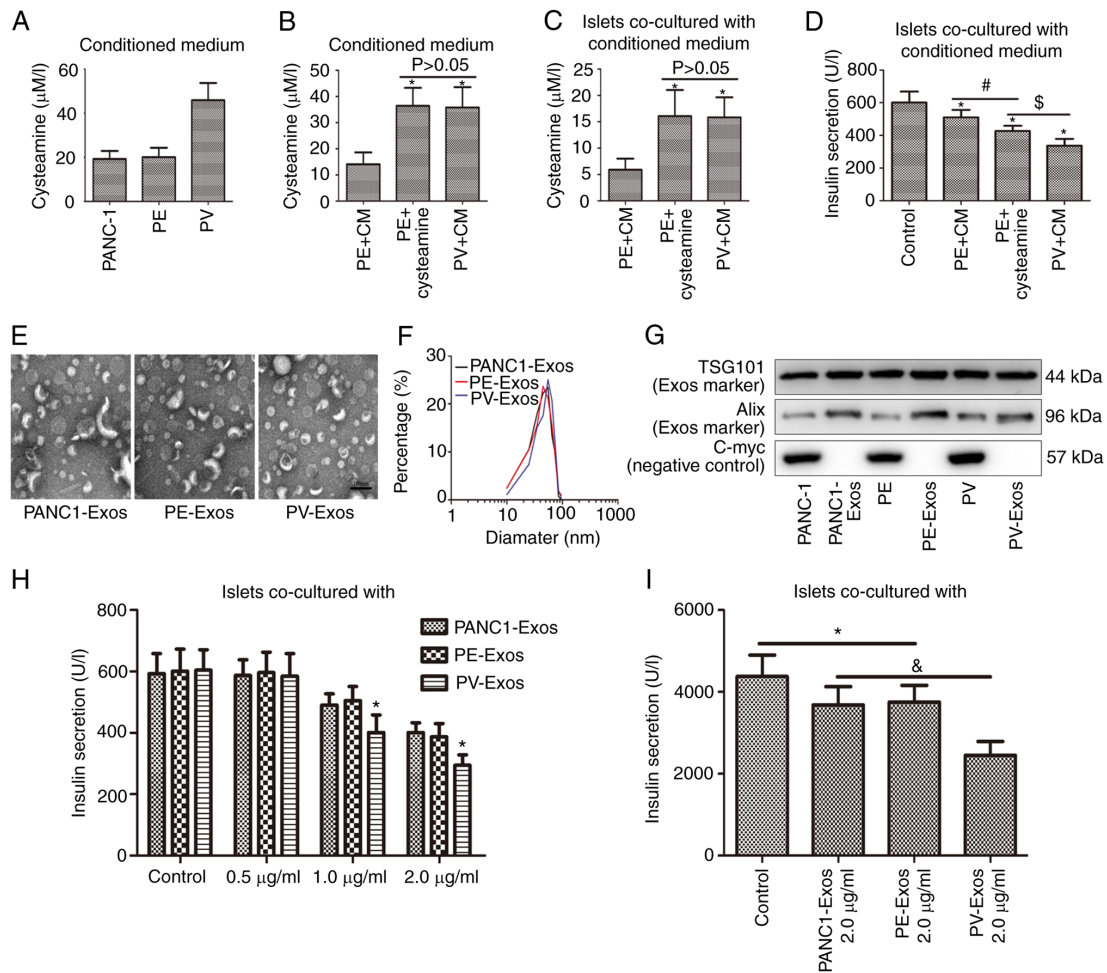 A
Conditioned medium
Cysteamine (μM/l)
60
40
20
0
PANC-1
PE
PV
B
Conditioned medium
P>0.05
Cysteamine (μM/l)
50
40
30
20
10
0
*
*
PE+CM
PE+
cysteamine
PV+CM
C
Islets co-cultured with
conditioned medium
P>0.05
Cysteamine (μM/l)
25
20
15
10
5
0
*
*
PE+CM
PE+
cysteamine
PV+CM
D
Islets co-cultured with
conditioned medium
Insulin secretion (U/l)
800
600
400
200
0
#
$
*
*
*
Control
PE+CM
PE+
cysteamine
PV+CM
E
PANC1-Exos
PE-Exos
PV-Exos
F
Percentage (%)
30
20
10
0
PANC1-Exos
PE-Exos
PV-Exos
1
10
100
1000
Diamater (nm)
G
TSG101
(Exos marker)
44 kDa
Alix
(Exos marker)
96 kDa
C-myc
(negative control)
57 kDa
PANC-1
PANC1-
Exos
PE
PE-Exos
PV
PV-Exos
H
Islets co-cultured with
Insulin secretion (U/l)
800
600
400
200
0
PANC1-Exos
PE-Exos
PV-Exos
*
*
Control
0.5 μg/ml
1.0 μg/ml
2.0 μg/ml
I
Islets co-cultured with
Insulin secretion (U/l)
6000
4000
2000
0
*
&
Control
PANC1-Exos
2.0 μg/ml
PE-Exos
2.0 μg/ml
PV-Exos
2.0 μg/ml